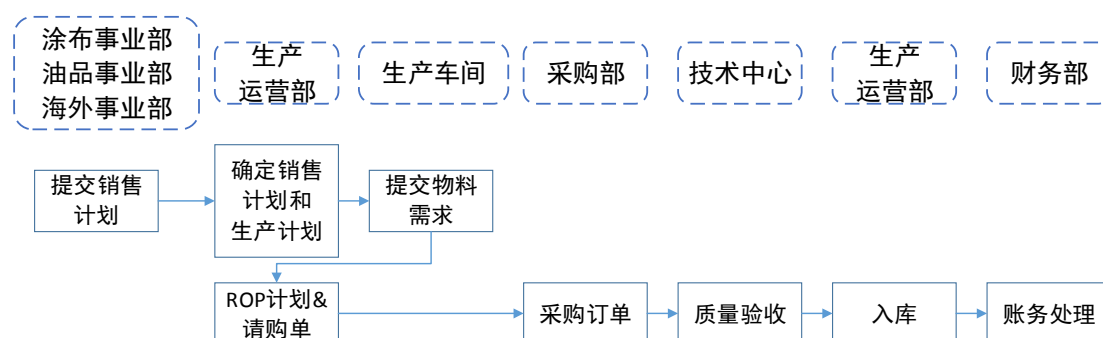 涂布事业部
油品事业部
海外事业部
生产
运营部
生产车间
采购部
技术中心
生产
运营部
财务部
提交销售
计划
确定销售
计划和
生产计划
提交物料
需求
ROP计划&
请购单
采购订单
质量验收
入库
账务处理